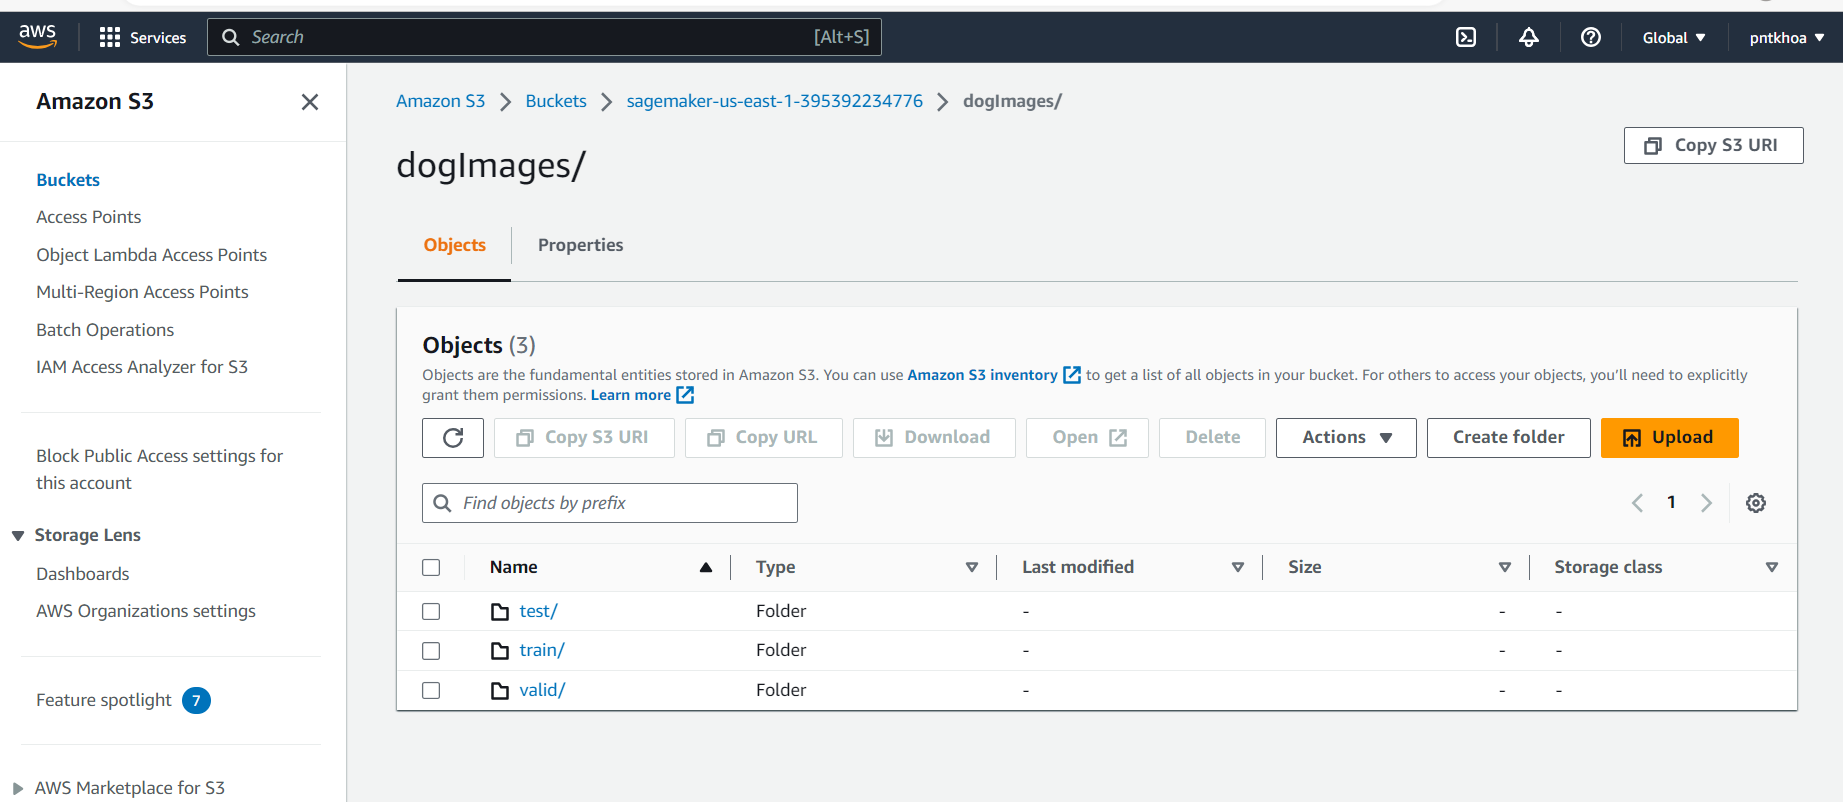 aws
Services
Search
[Alt+S]
Global
pntkhoa
Amazon S3
Buckets
Access Points
Object Lambda Access Points
Multi-Region Access Points
Batch Operations
IAM Access Analyzer for S3
Block Public Access settings for
this account
Storage Lens
Dashboards
AWS Organizations settings
Feature spotlight 7
AWS Marketplace for S3
Amazon S3 Buckets sagemaker-us-east-1-395392234776 dogImages/
dogImages/
Copy S3 URI
Objects Properties
Objects (3)
Objects are the fundamental entities stored in Amazon S3. You can use Amazon S3 inventory to get a list of all objects in your bucket. For others to access your objects, you’ll need to explicitly
grant them permissions. Learn more
Copy S3 URI Copy URL Download Open Delete Actions Create folder Upload
Find objects by prefix
1
Name Type Last modified Size Storage class
test/ Folder - - -
train/ Folder - - -
valid/ Folder - - -